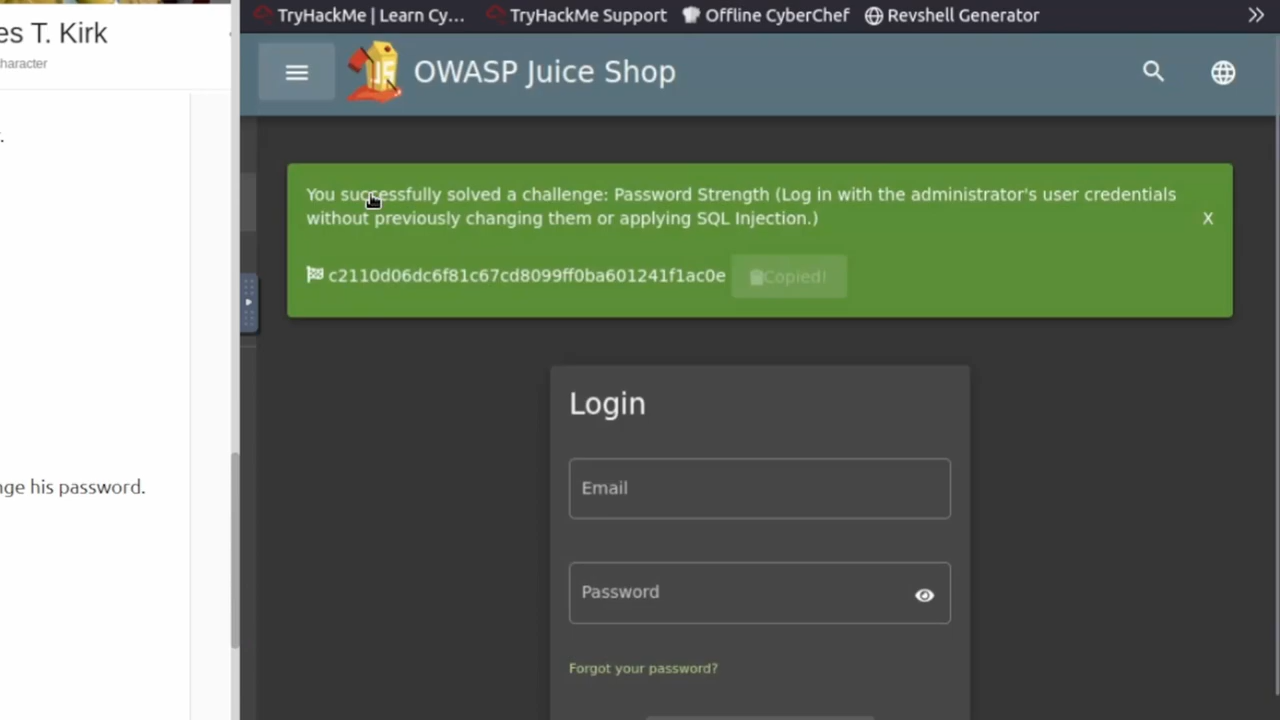 TryHackMe | Learn Cy...
TryHackMe Support
Offline CyberChef
Revshell Generator
es T. Kirk
haracter
OWASP Juice Shop
.
You successfully solved a challenge: Password Strength (Log in with the administrator's user credentials
without previously changing them or applying SQL Injection.)
X
c2110d06dc6f81c67cd8099ff0ba601241f1ac0e
Copied!
Login
Email
nge his password.
Password
Forgot your password?